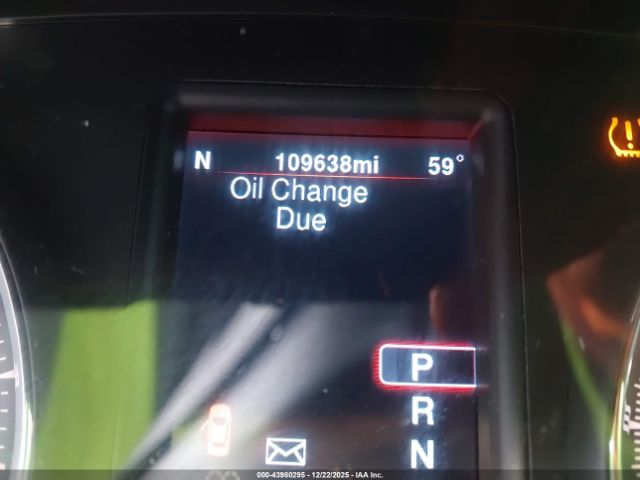 N 109638mi 59°
Oil Change
Due
P
R
N
000-43980295 - 12/22/2025 - IAA Inc.